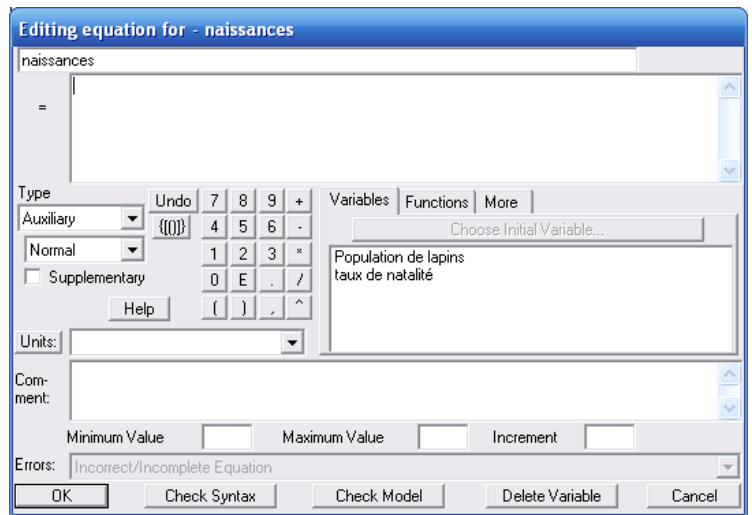 Editing equation for - naissances
naissances
=
Type
Auxiliary
Normal
Supplementary
Help
Undo 7 8 9 +
{[()]} 4 5 6 -
1 2 3 *
0 E . /
( ) , ^
Variables Functions More
Choose Initial Variable...
Population de lapins
taux de natalité
Units:
Com-
ment:
Minimum Value Maximum Value Increment
Errors: Incorrect/Incomplete Equation
OK Check Syntax Check Model Delete Variable Cancel